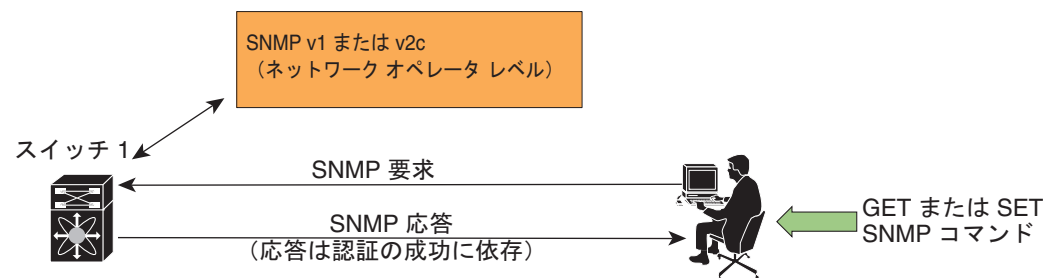 SNMP v1 または v2c
（ネットワーク オペレータ レベル）
スイッチ 1
SNMP 要求
SNMP 応答
（応答は認証の成功に依存）
GET または SET
SNMP コマンド